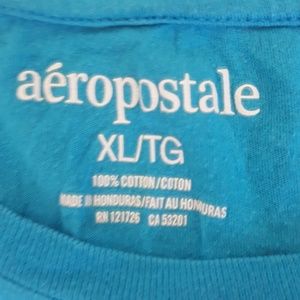 aéropostale
XL/TG
100% COTTON/COTON
MADE IN HONDURAS/FAIT AU HONDURAS
RN 121726 CA 53201